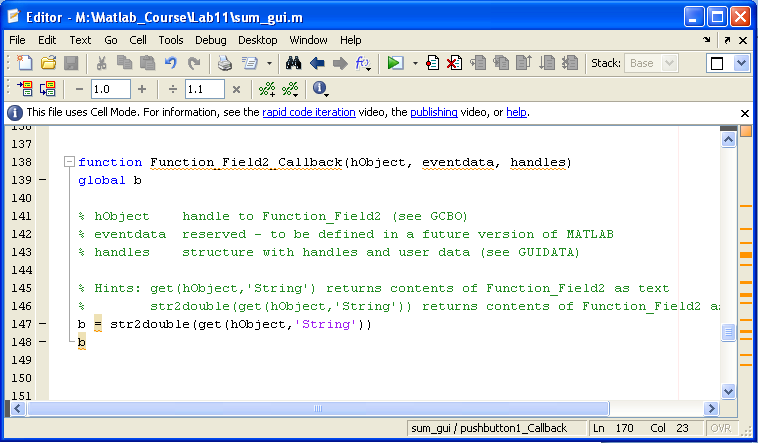 Editor - M:\Matlab_Course\Lab11\sum_gui.m
File Edit Text Go Cell Tools Debug Desktop Window Help
Stack: Base
- 1.0 + ÷ 1.1 ×
This file uses Cell Mode. For information, see the rapid code iteration video, the publishing video, or help.
136
137
138 function Function_Field2_Callback(hObject, eventdata, handles)
139 – global b
140
141 % hObject    handle to Function_Field2 (see GCBO)
142 % eventdata  reserved - to be defined in a future version of MATLAB
143 % handles    structure with handles and user data (see GUIDATA)
144
145 % Hints: get(hObject,'String') returns contents of Function_Field2 as text
146 %        str2double(get(hObject,'String')) returns contents of Function_Field2 as
147 – b = str2double(get(hObject,'String'))
148 – b
149
150
151
sum_gui / pushbutton1_Callback Ln 170 Col 23 OVR